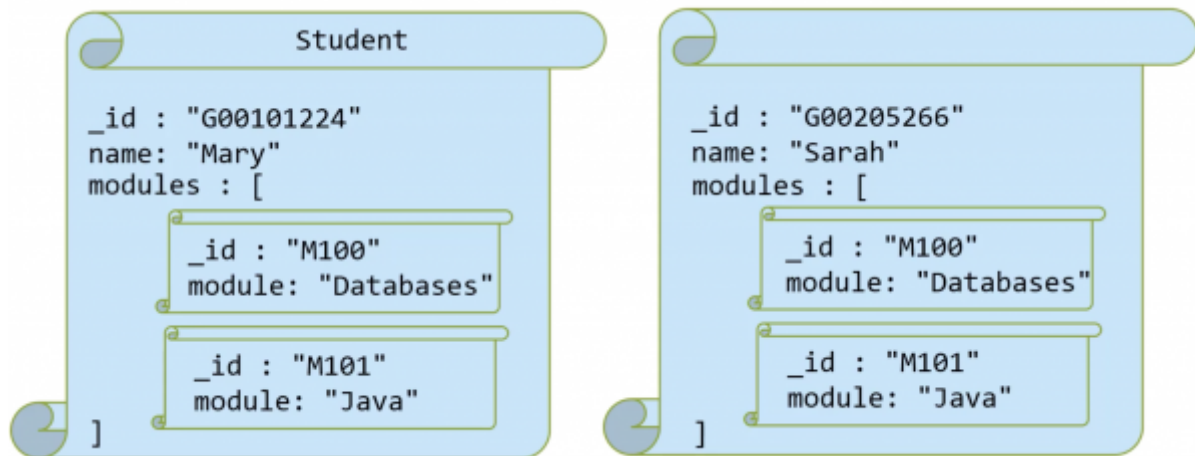 Student
_id : "G00101224"
name: "Mary"
modules : [
_id : "M100"
module: "Databases"
_id : "M101"
module: "Java"
]
_id : "G00205266"
name: "Sarah"
modules : [
_id : "M100"
module: "Databases"
_id : "M101"
module: "Java"
]